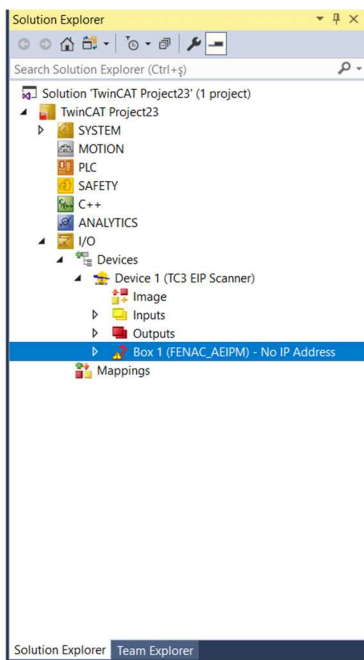 Solution Explorer
Search Solution Explorer (Ctrl+ş)
Solution 'TwinCAT Project23' (1 project)
TwinCAT Project23
SYSTEM
MOTION
PLC
SAFETY
C++
ANALYTICS
I/O
Devices
Device 1 (TC3 EIP Scanner)
Image
Inputs
Outputs
Box 1 (FENAC_AEIPM) - No IP Address
Mappings
Solution Explorer Team Explorer